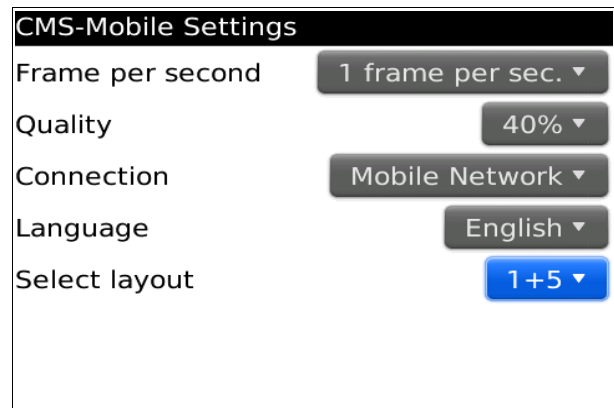 CMS-Mobile Settings
Frame per second 1 frame per sec.
Quality 40%
Connection Mobile Network
Language English
Select layout 1+5